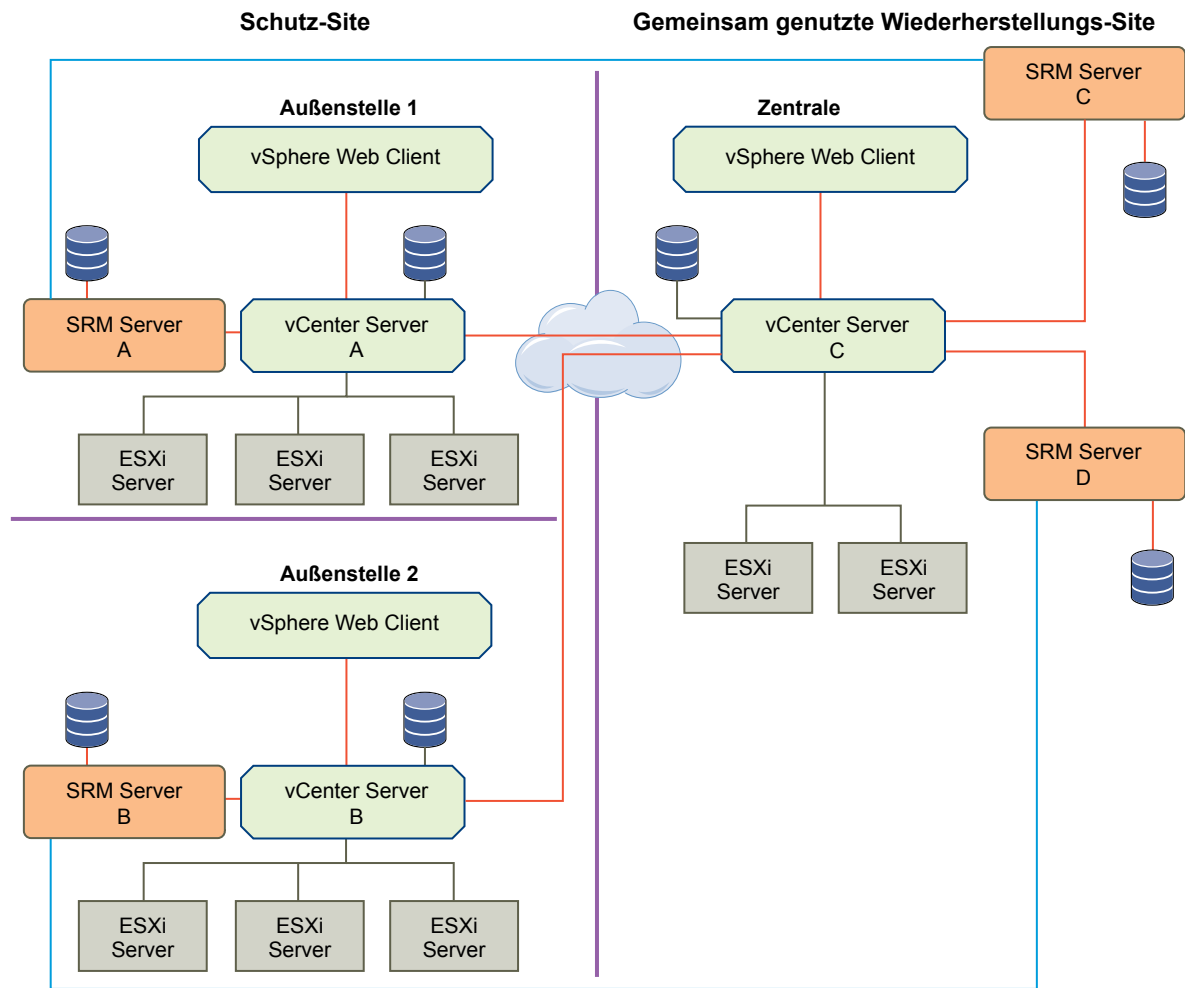 Schutz-Site
Gemeinsam genutzte Wiederherstellungs-Site
SRM Server
C
Außenstelle 1
Zentrale
vSphere Web Client
vSphere Web Client
SRM Server
A
vCenter Server
A
vCenter Server
C
ESXi
Server
ESXi
Server
ESXi
Server
SRM Server
D
ESXi
Server
ESXi
Server
Außenstelle 2
vSphere Web Client
SRM Server
B
vCenter Server
B
ESXi
Server
ESXi
Server
ESXi
Server